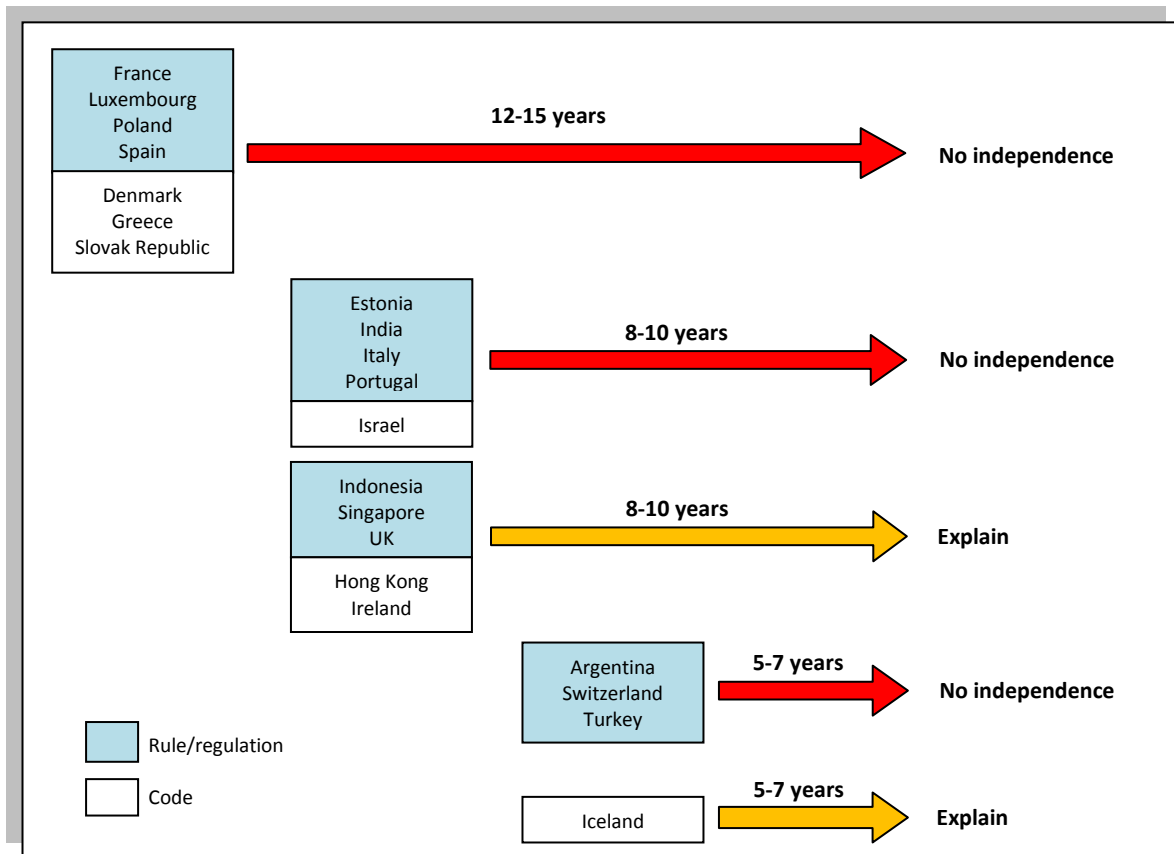 France
Luxembourg
Poland
Spain
12-15 years
No independence
Denmark
Greece
Slovak Republic
Estonia
India
Italy
Portugal
8-10 years
No independence
Israel
Indonesia
Singapore
UK
8-10 years
Explain
Hong Kong
Ireland
Argentina
Switzerland
Turkey
5-7 years
No independence
Rule/regulation
Code
Iceland
5-7 years
Explain